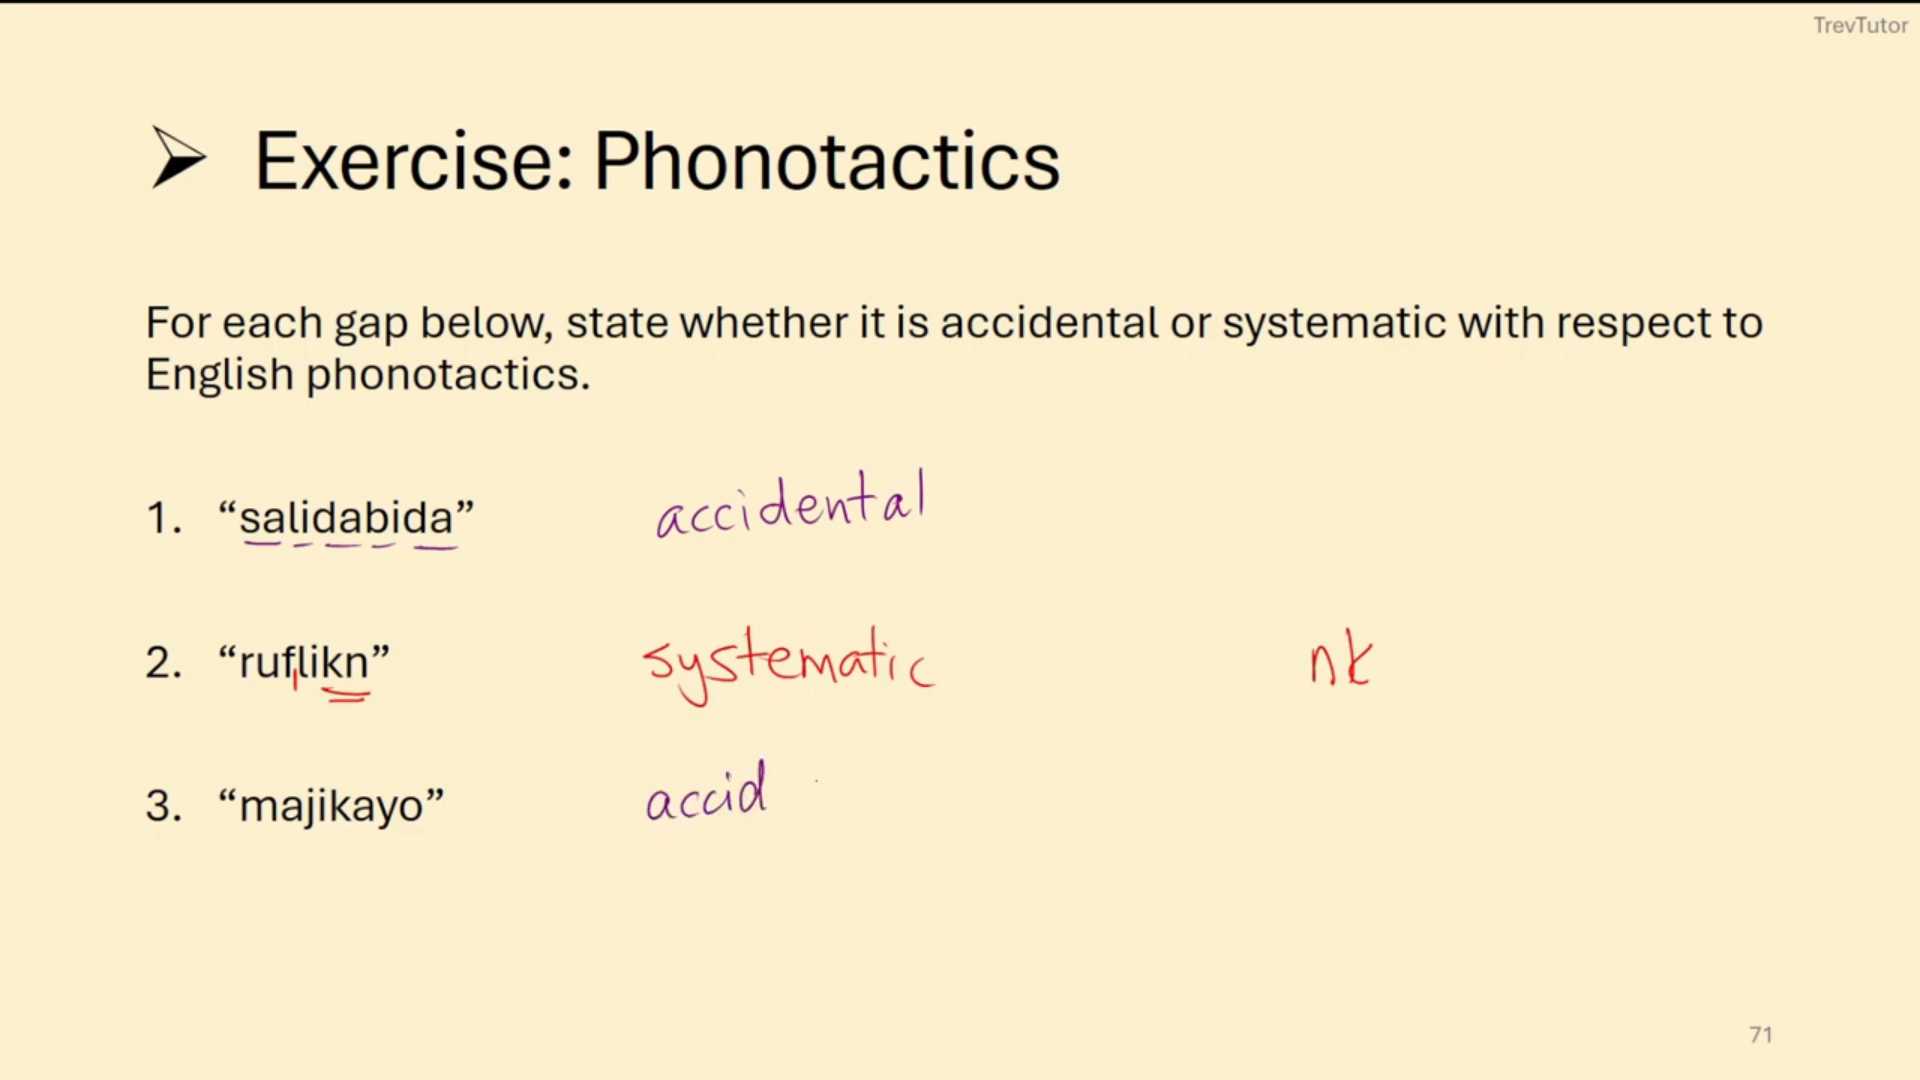 TrevTutor
➢ Exercise: Phonotactics
For each gap below, state whether it is accidental or systematic with respect to
English phonotactics.
1. “salidabida” accidental
2. “ruflikn” systematic nk
3. “majikayo” accid
71